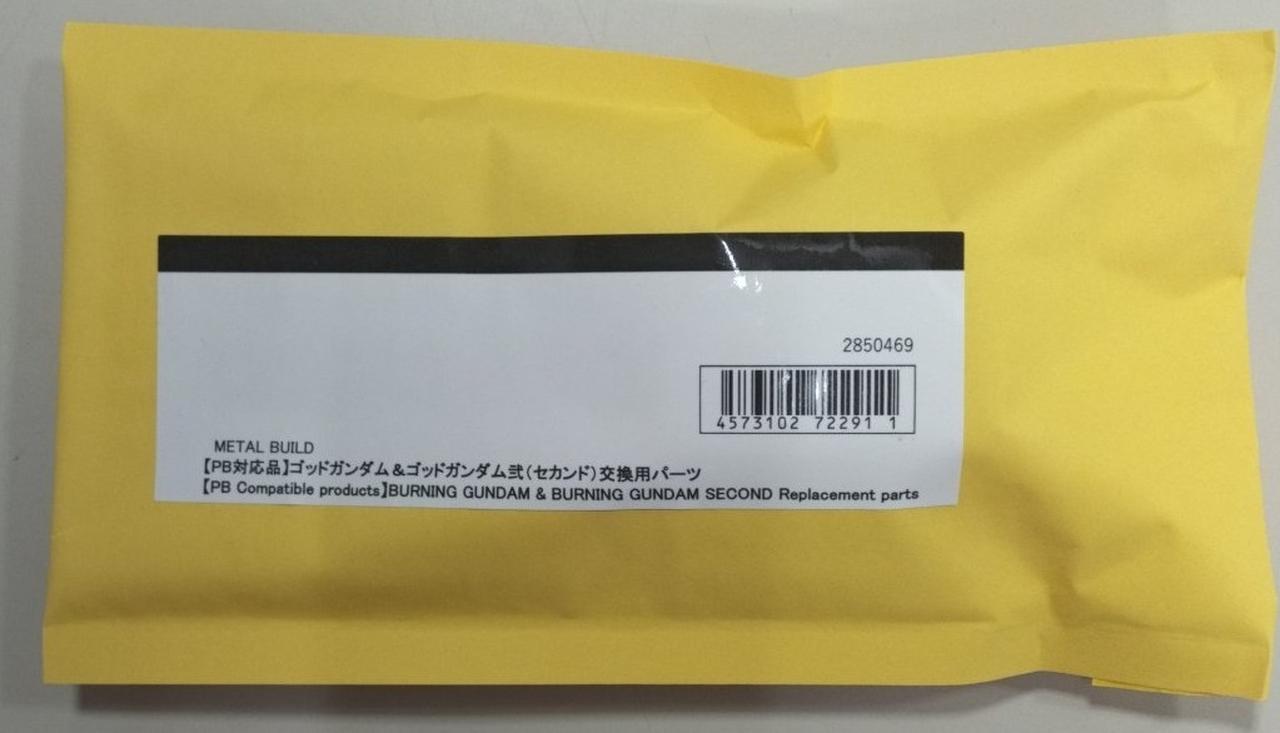 2850469
4573102 72291 1
METAL BUILD
【PB対応品】ゴッドガンダム＆ゴッドガンダム弐（セカンド）交換用パーツ
【PB Compatible products】BURNING GUNDAM & BURNING GUNDAM SECOND Replacement parts